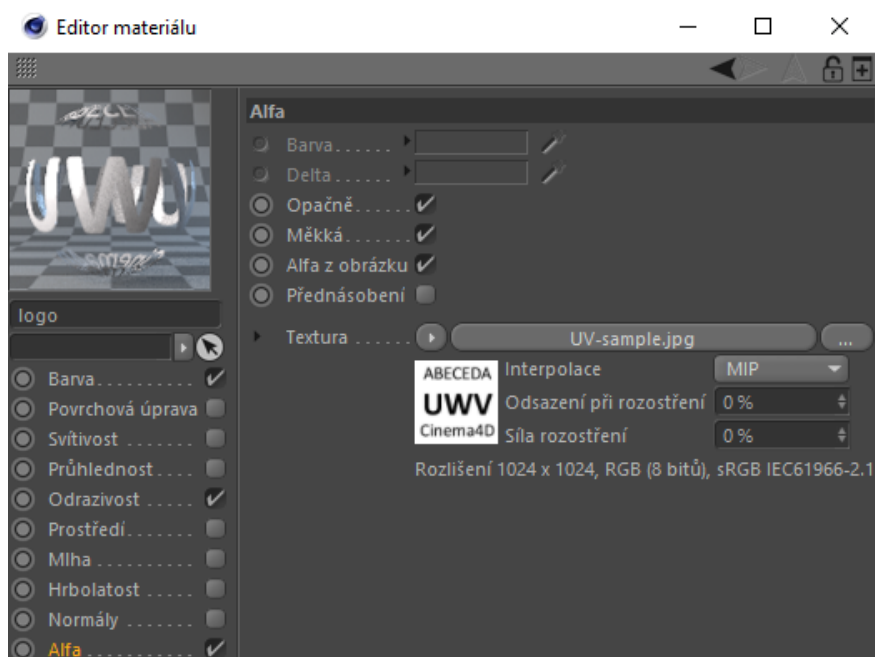 Editor materiálu
Alfa
Barva......
Delta......
Opačně.....
Měkká......
Alfa z obrázku
Přednásobení
Textura......
UV-sample.jpg
...
ABECEDA
UWV
Cinema4D
Interpolace
MIP
Odsazení při rozostření
0 %
Síla rozostření
0 %
Rozlišení 1024 x 1024, RGB (8 bitů), sRGB IEC61966-2.1
UWV
logo
Barva..........
Povrchová úprava
Svítivost.......
Průhlednost....
Odrazivost.....
Prostředí.......
Mlha..........
Hrbolatost.....
Normály.......
Alfa...........